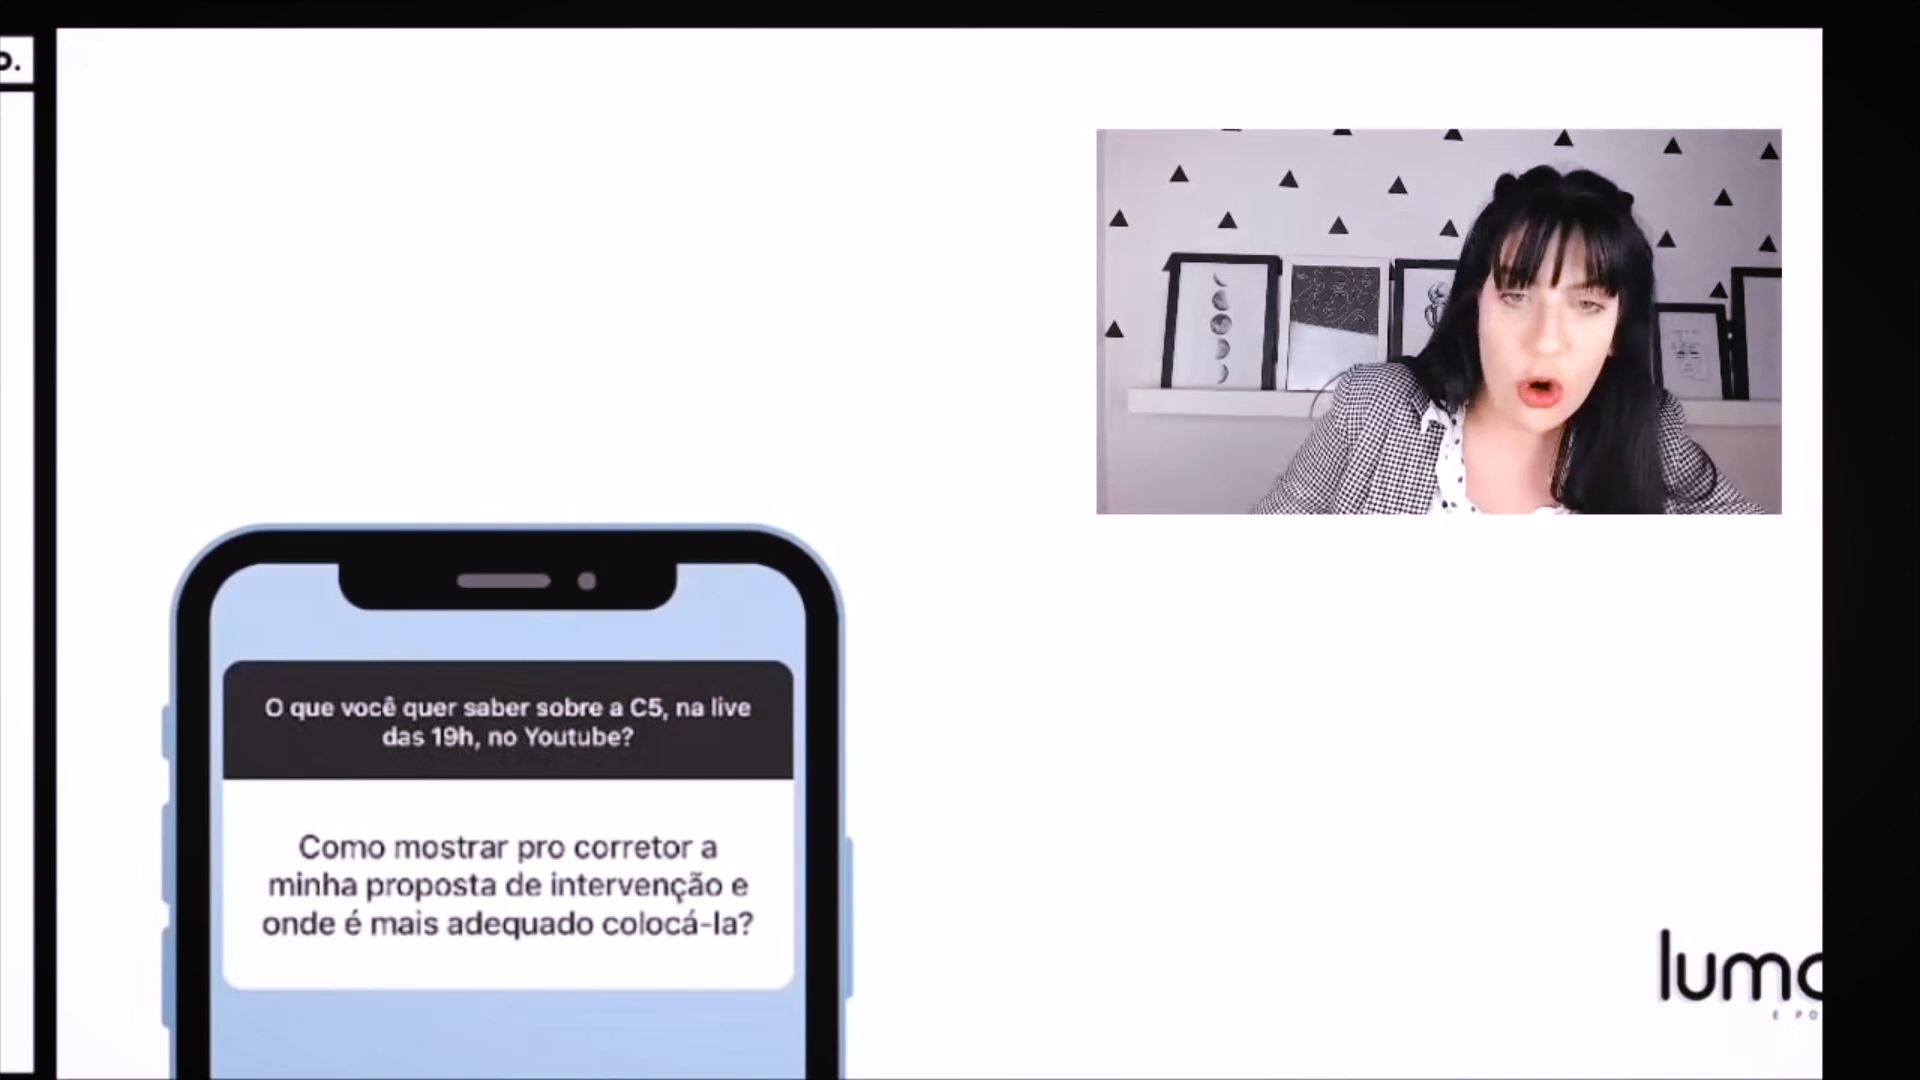 O que você quer saber sobre a C5, na live
das 19h, no Youtube?
Como mostrar pro corretor a
minha proposta de intervenção e
onde é mais adequado colocá-la?